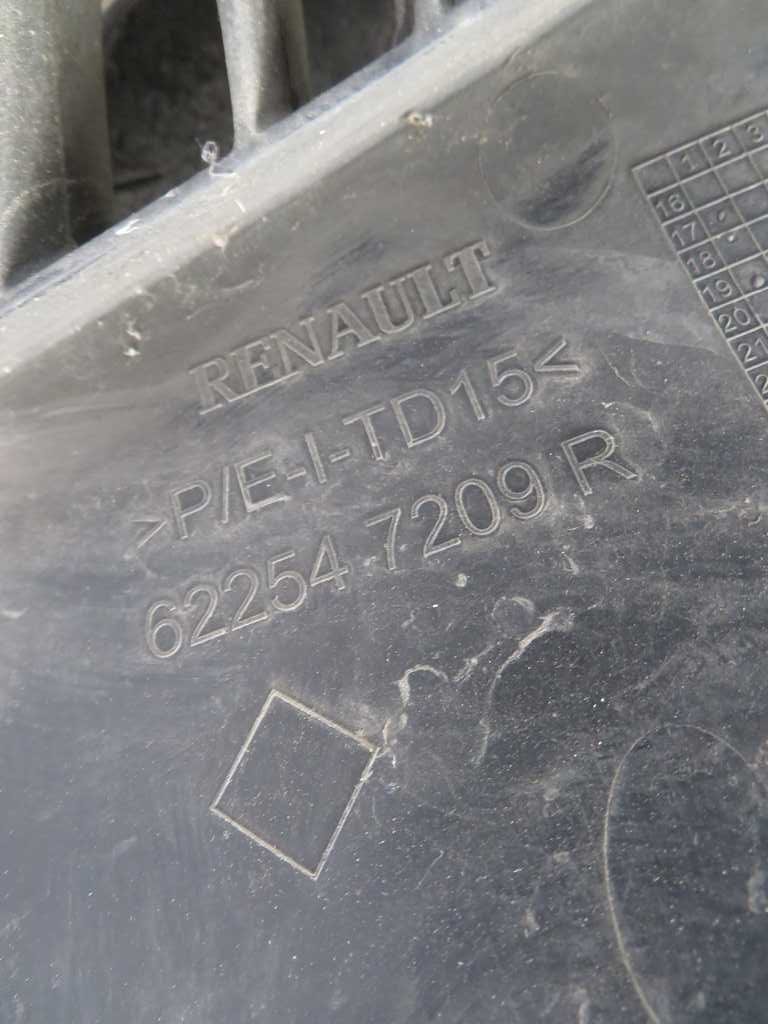 RENAULT
>P/E-I-TD15<
62254 7209 R
1 2 3
16
17
18
19
20
21